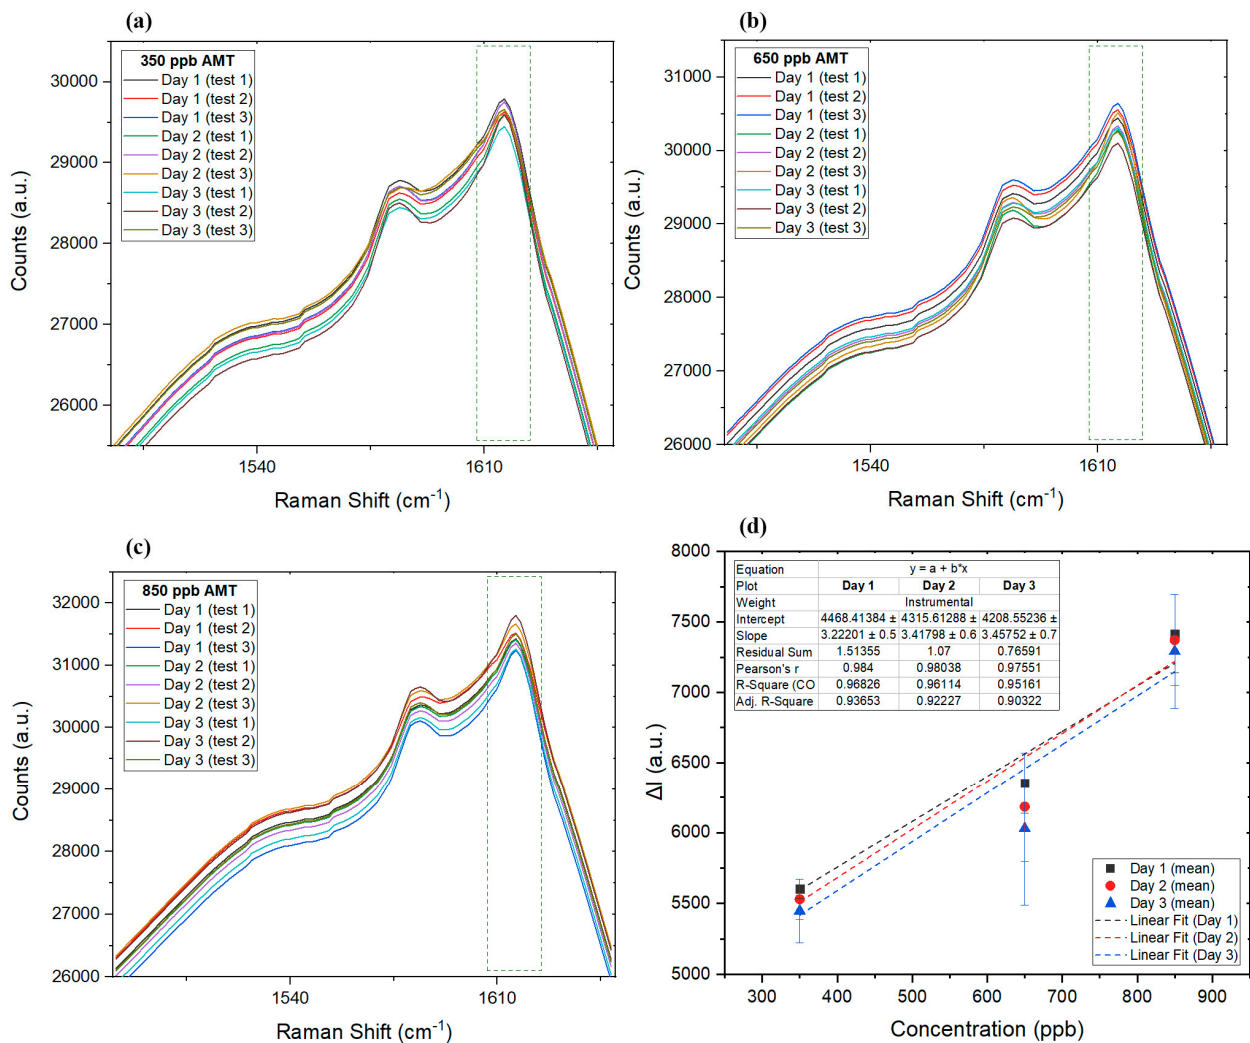 (a)
350 ppb AMT
Day 1 (test 1)
Day 1 (test 2)
Day 1 (test 3)
Day 2 (test 1)
Day 2 (test 2)
Day 2 (test 3)
Day 3 (test 1)
Day 3 (test 2)
Day 3 (test 3)
30000
29000
28000
27000
26000
Counts (a.u.)
1540
1610
Raman Shift (cm⁻¹)
(b)
650 ppb AMT
Day 1 (test 1)
Day 1 (test 2)
Day 1 (test 3)
Day 2 (test 1)
Day 2 (test 2)
Day 2 (test 3)
Day 3 (test 1)
Day 3 (test 2)
Day 3 (test 3)
31000
30000
29000
28000
27000
26000
Counts (a.u.)
1540
1610
Raman Shift (cm⁻¹)
(c)
850 ppb AMT
Day 1 (test 1)
Day 1 (test 2)
Day 1 (test 3)
Day 2 (test 1)
Day 2 (test 2)
Day 2 (test 3)
Day 3 (test 1)
Day 3 (test 2)
Day 3 (test 3)
32000
31000
30000
29000
28000
27000
26000
Counts (a.u.)
1540
1610
Raman Shift (cm⁻¹)
(d)
Equation y = a + b*x
Plot Day 1 Day 2 Day 3
Weight Instrumental
Intercept 4468.41384 ± 4315.61288 ± 4208.55236 ±
Slope 3.22201 ± 0.5 3.41798 ± 0.6 3.45752 ± 0.7
Residual Sum 1.51355 1.07 0.76591
Pearson's r 0.984 0.98038 0.97551
R-Square (CO 0.96826 0.96114 0.95161
Adj. R-Square 0.93653 0.92227 0.90322
8000
7500
7000
6500
6000
5500
5000
ΔI (a.u.)
Day 1 (mean)
Day 2 (mean)
Day 3 (mean)
Linear Fit (Day 1)
Linear Fit (Day 2)
Linear Fit (Day 3)
300 400 500 600 700 800 900
Concentration (ppb)